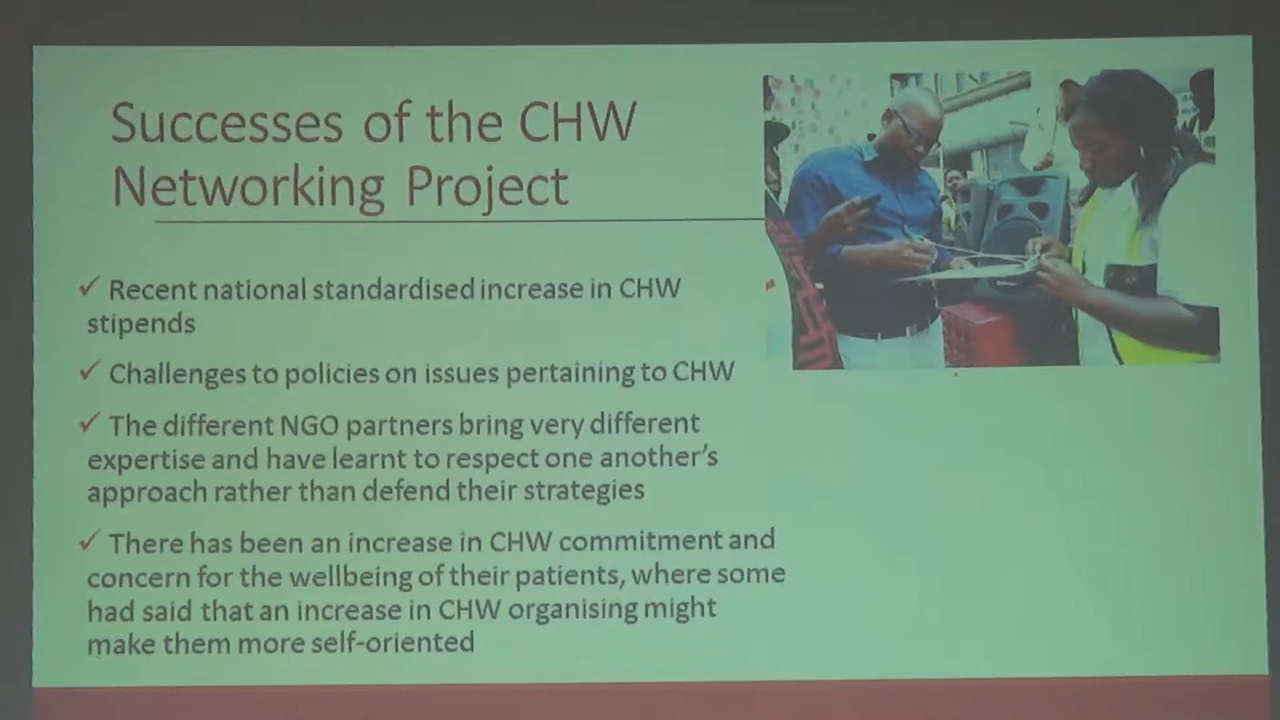 Successes of the CHW
Networking Project
✓ Recent national standardised increase in CHW
stipends
✓ Challenges to policies on issues pertaining to CHW
✓ The different NGO partners bring very different
expertise and have learnt to respect one another's
approach rather than defend their strategies
✓ There has been an increase in CHW commitment and
concern for the wellbeing of their patients, where some
had said that an increase in CHW organising might
make them more self-oriented